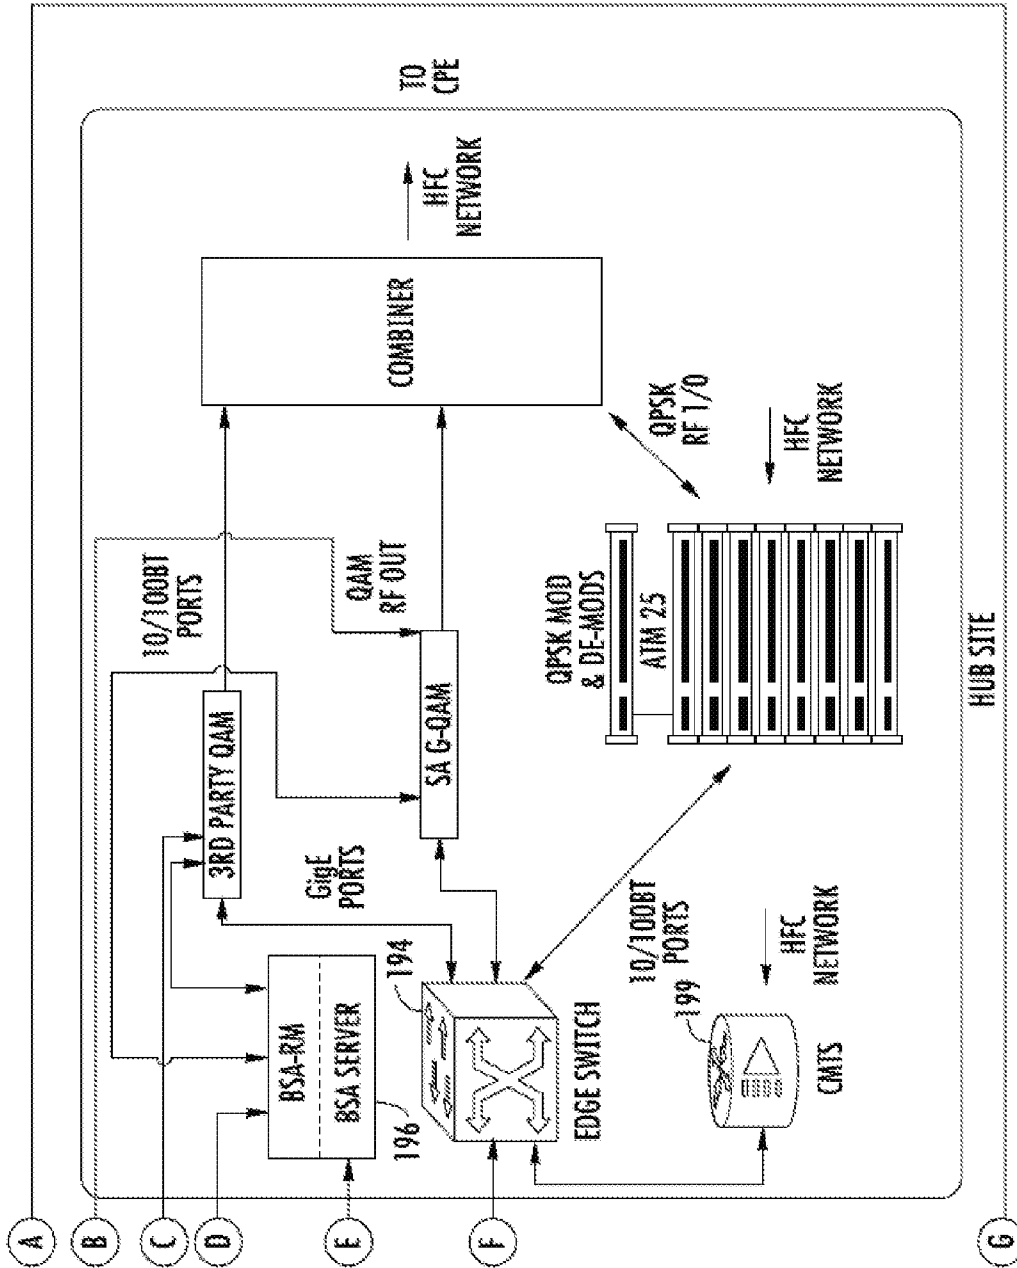 A
B
C
D
E
F
G
TO
CPE
HFC
NETWORK
COMBINER
10/100BT
PORTS
QAM
RF OUT
QPSK
RF I/O
HFC
NETWORK
3RD PARTY QAM
SA G-QAM
QPSK MOD
& DE-MODS
ATM 25
GigE
PORTS
BSA-RM
BSA SERVER
196
194
EDGE SWITCH
10/100BT
PORTS
199
CMTS
HFC
NETWORK
HUB SITE